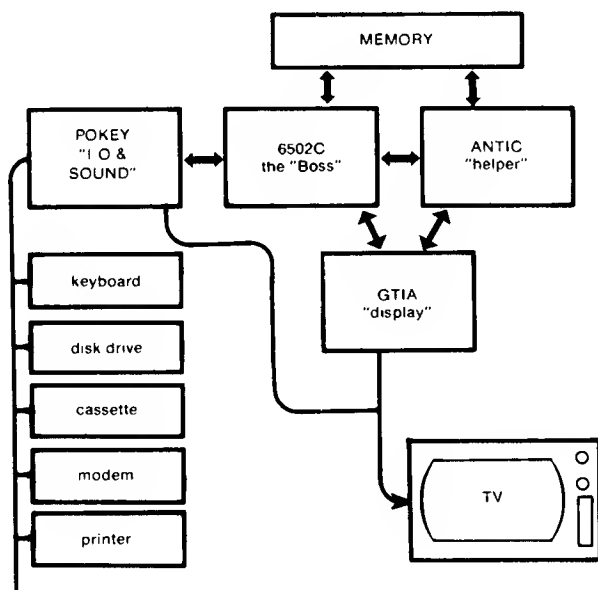 MEMORY
POKEY
"I O &
SOUND"
6502C
the "Boss"
ANTIC
"helper"
GTIA
"display"
keyboard
disk drive
cassette
modem
printer
TV